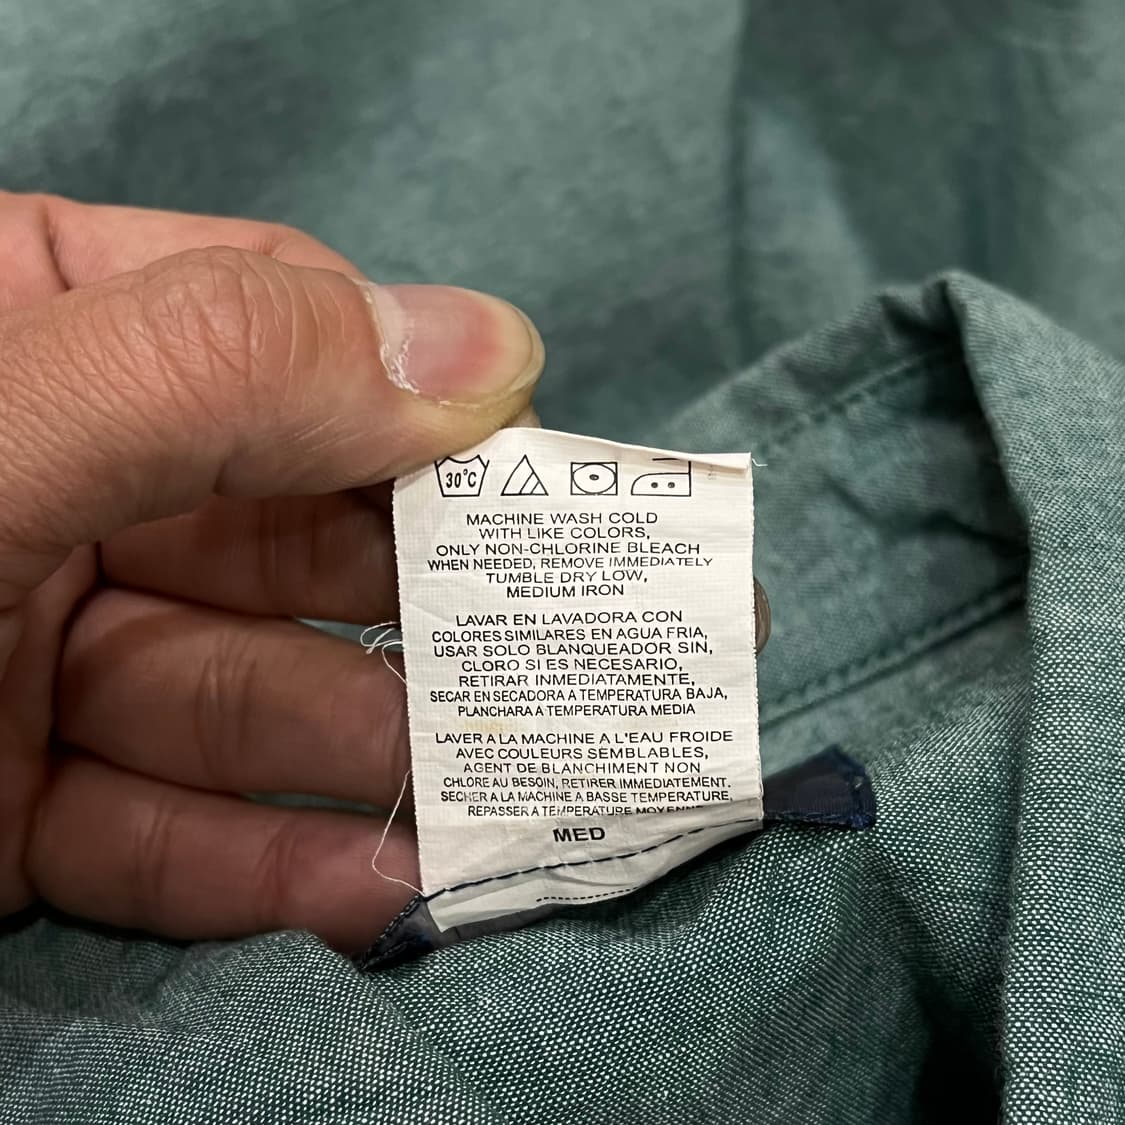 30°C
MACHINE WASH COLD
WITH LIKE COLORS,
ONLY NON-CHLORINE BLEACH
WHEN NEEDED, REMOVE IMMEDIATELY
TUMBLE DRY LOW,
MEDIUM IRON
LAVAR EN LAVADORA CON
COLORES SIMILARES EN AGUA FRIA,
USAR SOLO BLANQUEADOR SIN,
CLORO SI ES NECESARIO,
RETIRAR INMEDIATAMENTE,
SECAR EN SECADORA A TEMPERATURA BAJA,
PLANCHAR A TEMPERATURA MEDIA
LAVER A LA MACHINE A L'EAU FROIDE
AVEC COULEURS SEMBLABLES,
AGENT DE BLANCHIMENT NON
CHLORE AU BESOIN, RETIRER IMMEDIATEMENT.
SECHER A LA MACHINE A BASSE TEMPERATURE,
REPASSER A TEMPERATURE MOYENNE
MED